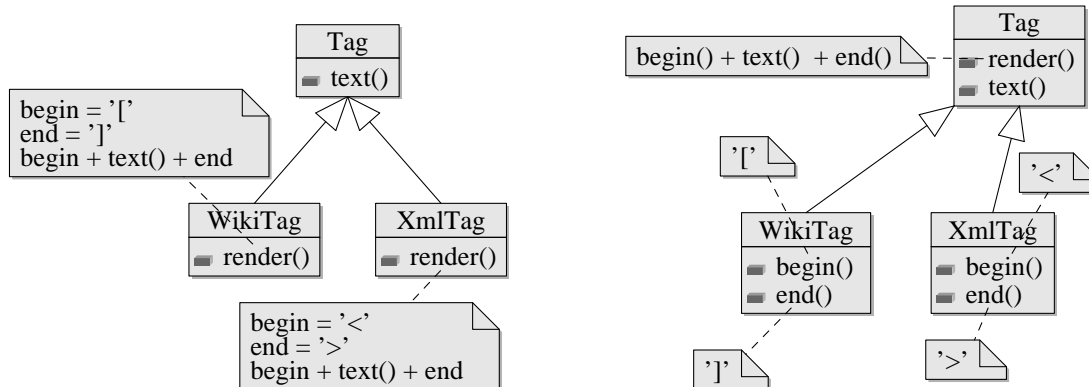 Tag
text()
begin = ’[’
end = ’]’
begin + text() + end
WikiTag
render()
XmlTag
render()
begin = ’<’
end = ’>’
begin + text() + end
Tag
render()
text()
begin() + text()  + end()
’[’
’<’
WikiTag
begin()
end()
XmlTag
begin()
end()
’]’
’>’